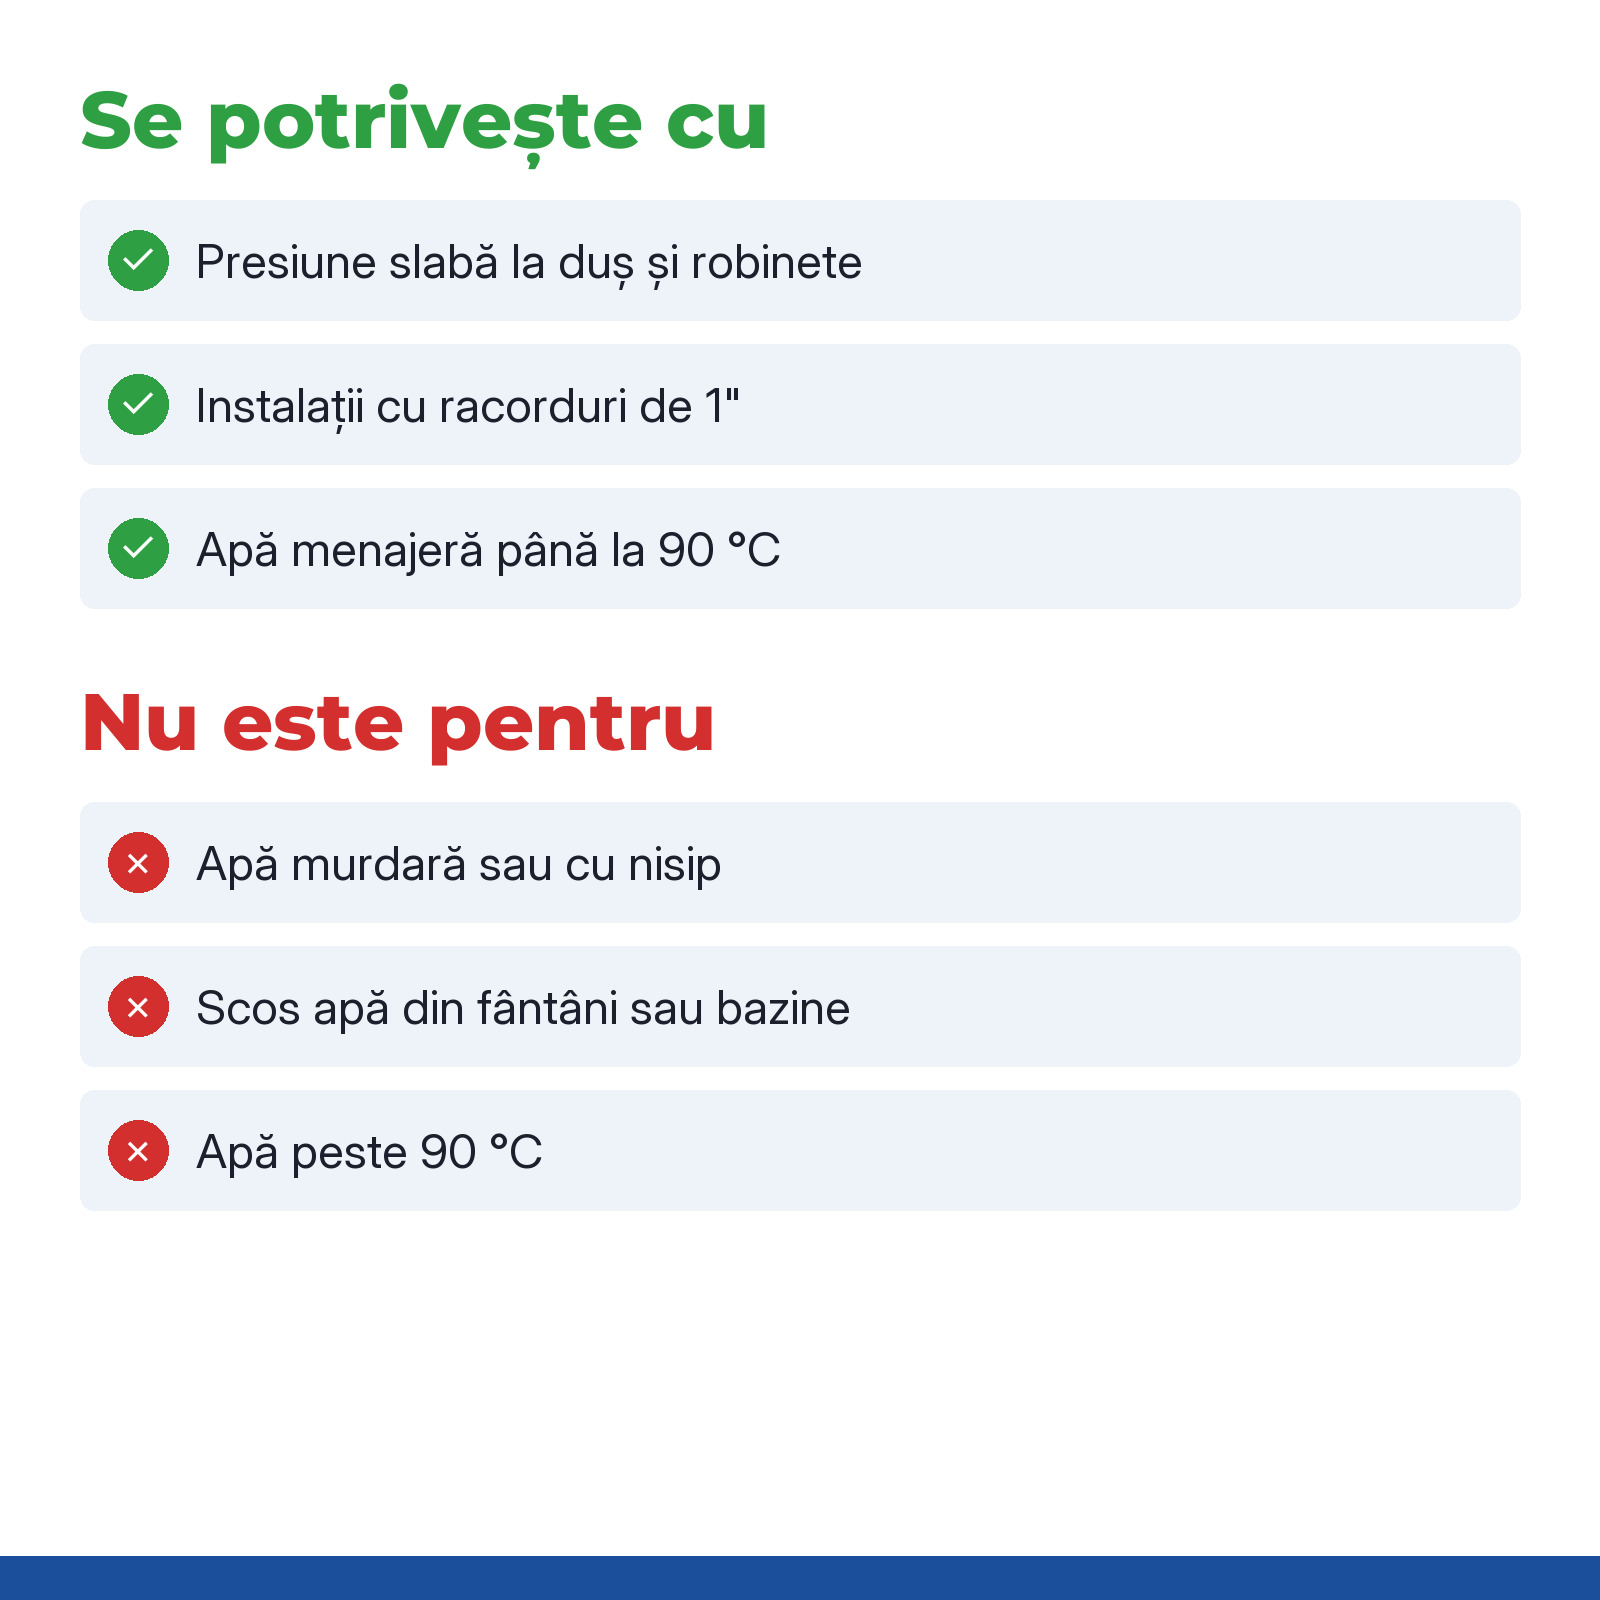 Se potrivește cu
Presiune slabă la duș și robinete
Instalații cu racorduri de 1"
Apă menajeră până la 90 °C
Nu este pentru
Apă murdară sau cu nisip
Scos apă din fântâni sau bazine
Apă peste 90 °C